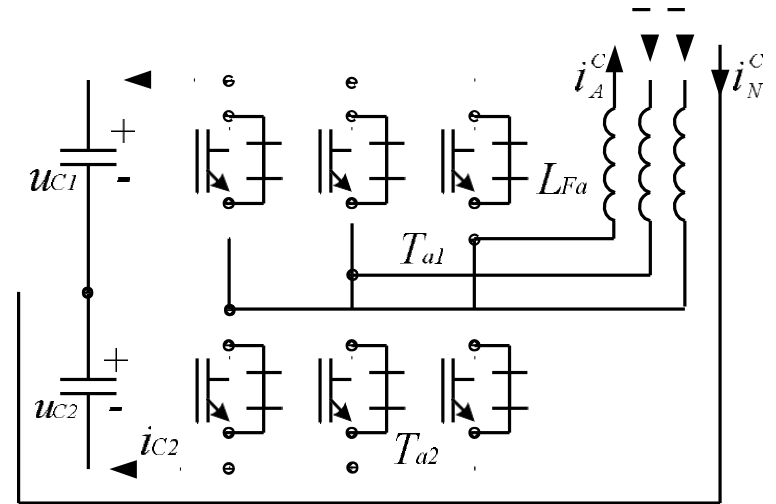 i_A^C
i_N^C
+
u_C1
-
L_Fa
T_a1
+
u_C2
-
i_C2
T_a2